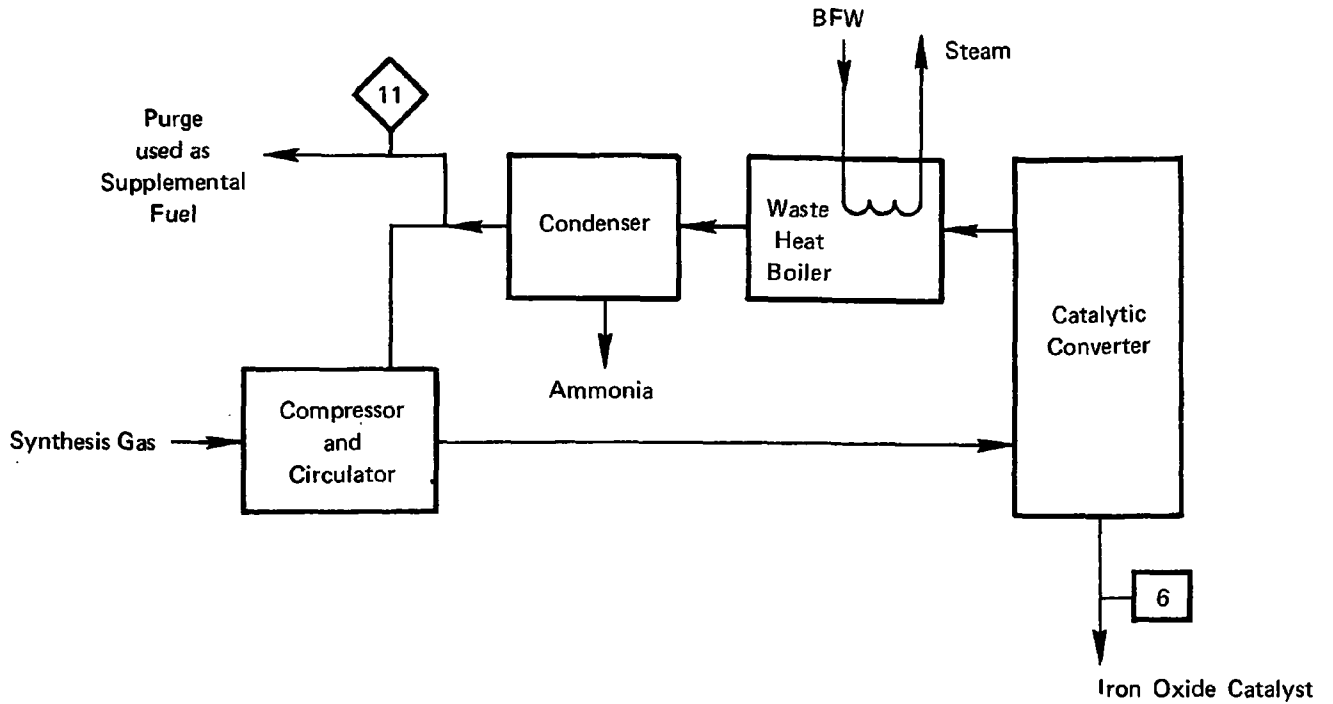 BFW
Steam
11
Purge
used as
Supplemental
Fuel
Condenser
Waste
Heat
Boiler
Catalytic
Converter
Ammonia
Compressor
and
Circulator
Synthesis Gas
6
Iron Oxide Catalyst